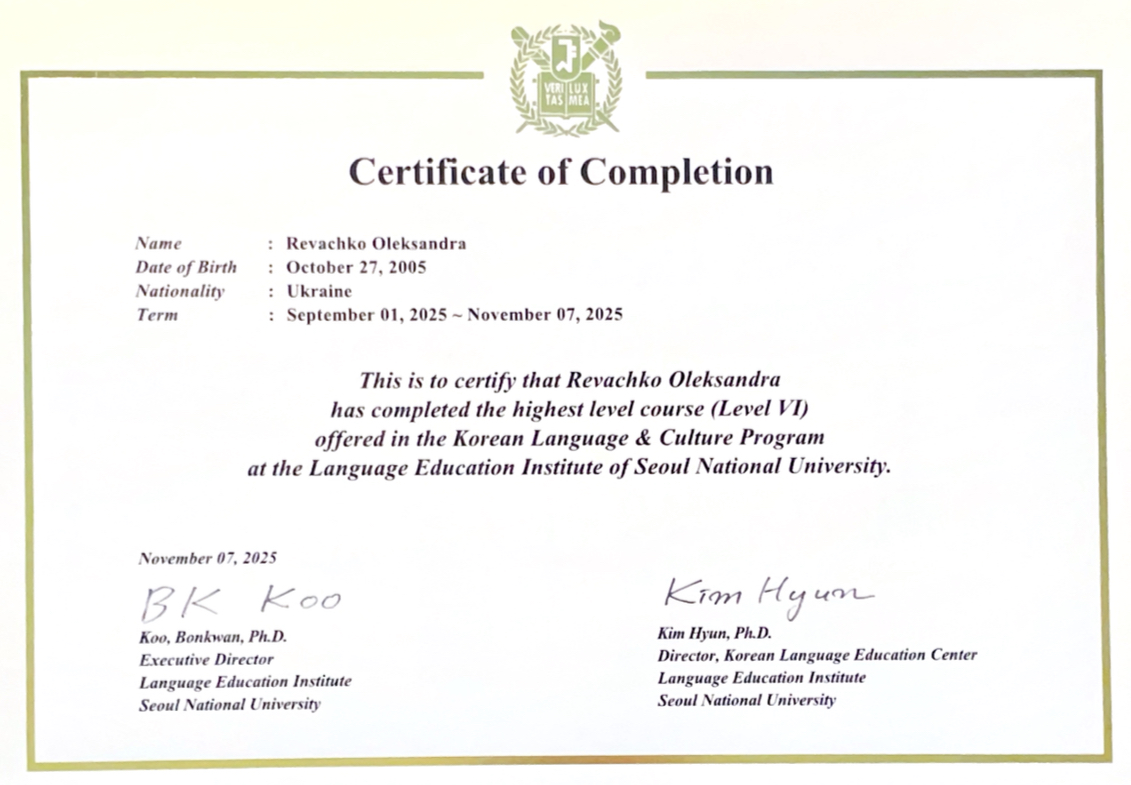 VERI LUX
TAS MEA
Certificate of Completion
Name : Revachko Oleksandra
Date of Birth : October 27, 2005
Nationality : Ukraine
Term : September 01, 2025 ~ November 07, 2025
This is to certify that Revachko Oleksandra
has completed the highest level course (Level VI)
offered in the Korean Language & Culture Program
at the Language Education Institute of Seoul National University.
November 07, 2025
BK Koo
Koo, Bonkwan, Ph.D.
Executive Director
Language Education Institute
Seoul National University
Kim Hyun
Kim Hyun, Ph.D.
Director, Korean Language Education Center
Language Education Institute
Seoul National University